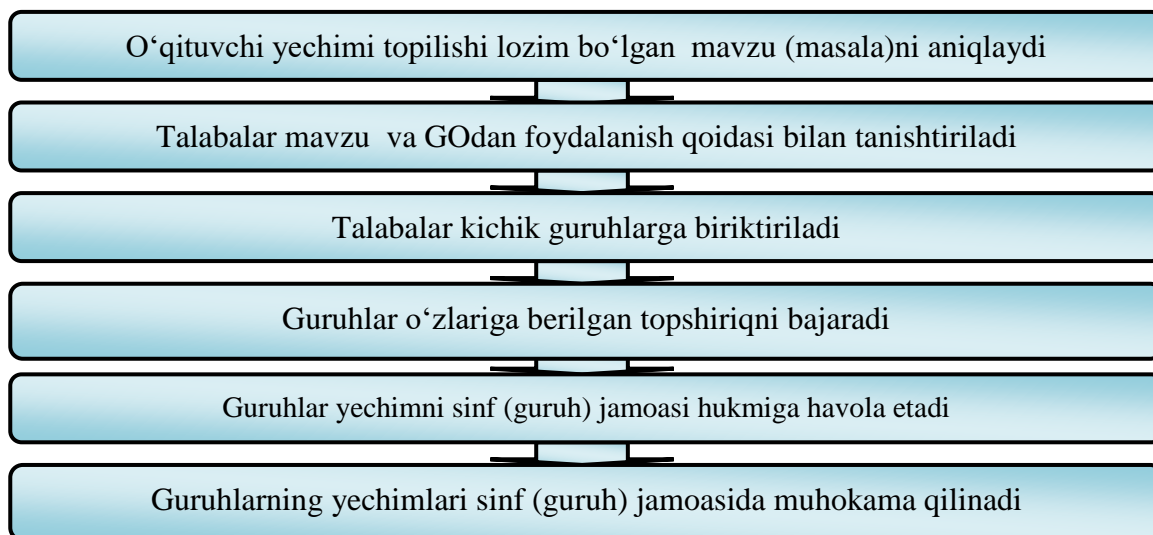 O‘qituvchi yechimi topilishi lozim bo‘lgan mavzu (masala)ni aniqlaydi
Talabalar mavzu va GOdan foydalanish qoidasi bilan tanishtiriladi
Talabalar kichik guruhlarga biriktiriladi
Guruhlar o‘zlariga berilgan topshiriqni bajaradi
Guruhlar yechimni sinf (guruh) jamoasi hukmiga havola etadi
Guruhlarning yechimlari sinf (guruh) jamoasida muhokama qilinadi